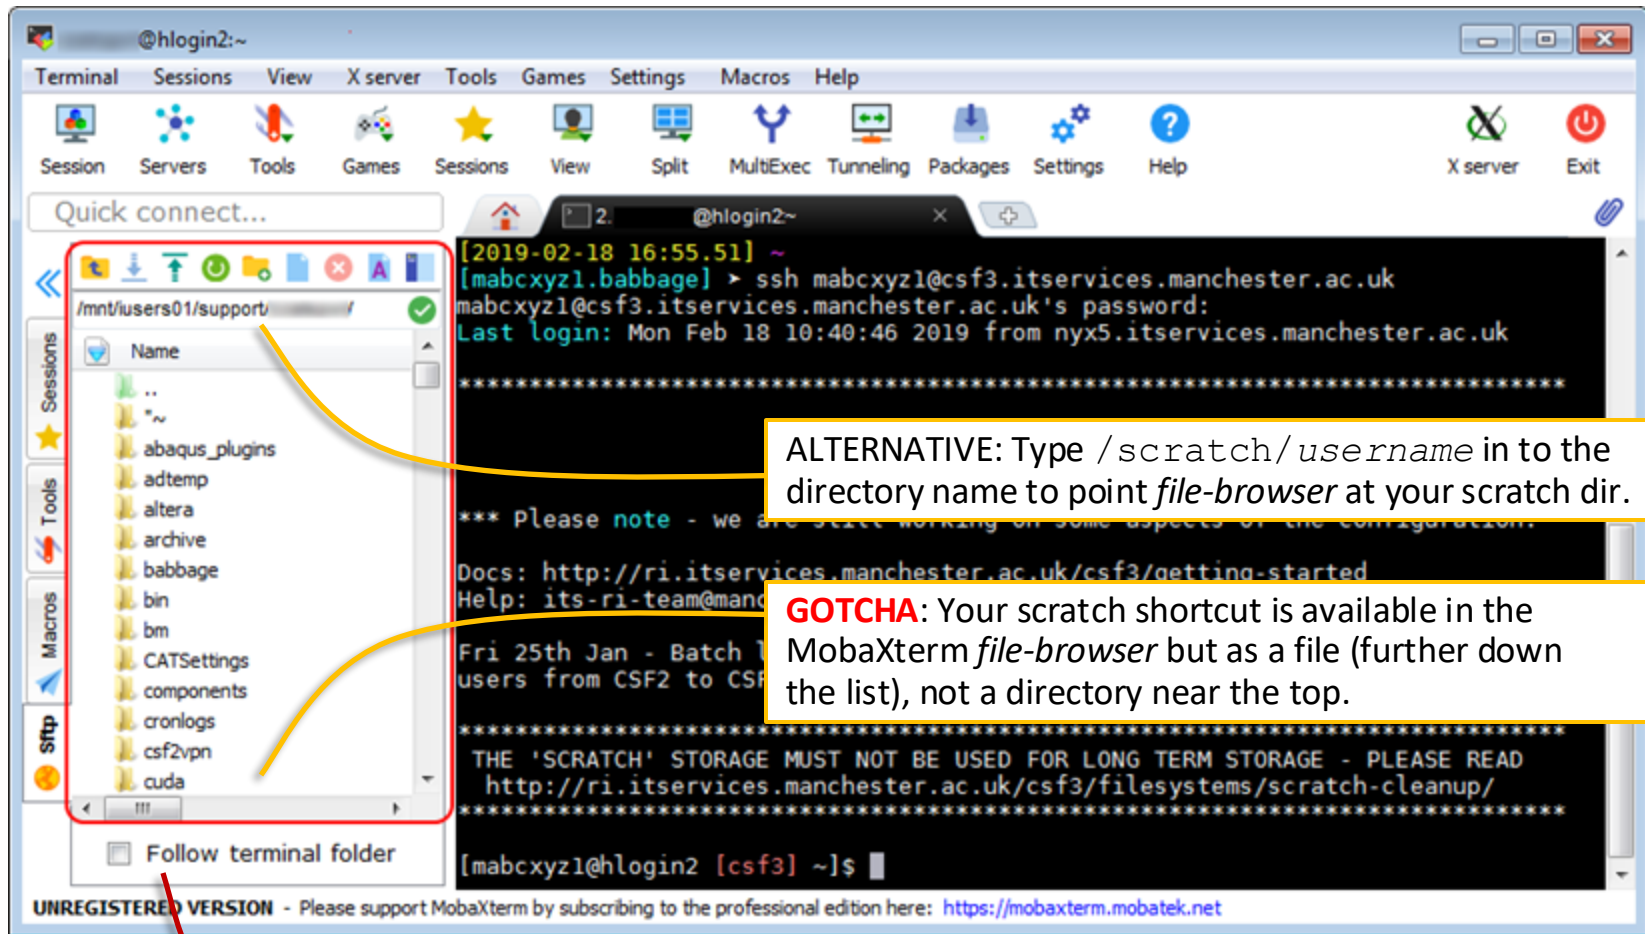 @hlogin2:~
Terminal Sessions View X server Tools Games Settings Macros Help
Session Servers Tools Games Sessions View Split MultiExec Tunneling Packages Settings Help X server Exit
Quick connect...
2. @hlogin2:~
/mnt/iusers01/support/ /
Name
..
"~
abaqus_plugins
adtemp
altera
archive
babbage
bin
bm
CATSettings
components
cronlogs
csf2vpn
cuda
Follow terminal folder
Sessions
Tools
Macros
Sftp
[2019-02-18 16:55.51] ~
[mabcxyz1.babbage] ➤ ssh mabcxyz1@csf3.itservices.manchester.ac.uk
mabcxyz1@csf3.itservices.manchester.ac.uk's password:
Last login: Mon Feb 18 10:40:46 2019 from nyx5.itservices.manchester.ac.uk
******************************************************************************
ALTERNATIVE: Type /scratch/username in to the
directory name to point file-browser at your scratch dir.
*** Please note - we are still working on some aspects of the configuration.
Docs: http://ri.itservices.manchester.ac.uk/csf3/getting-started
Help: its-ri-team@manc
GOTCHA: Your scratch shortcut is available in the
MobaXterm file-browser but as a file (further down
the list), not a directory near the top.
Fri 25th Jan - Batch
users from CSF2 to CSF
******************************************************************************
THE 'SCRATCH' STORAGE MUST NOT BE USED FOR LONG TERM STORAGE - PLEASE READ
http://ri.itservices.manchester.ac.uk/csf3/filesystems/scratch-cleanup/
******************************************************************************
[mabcxyz1@hlogin2 [csf3] ~]$
UNREGISTERED VERSION - Please support MobaXterm by subscribing to the professional edition here: https://mobaxterm.mobatek.net